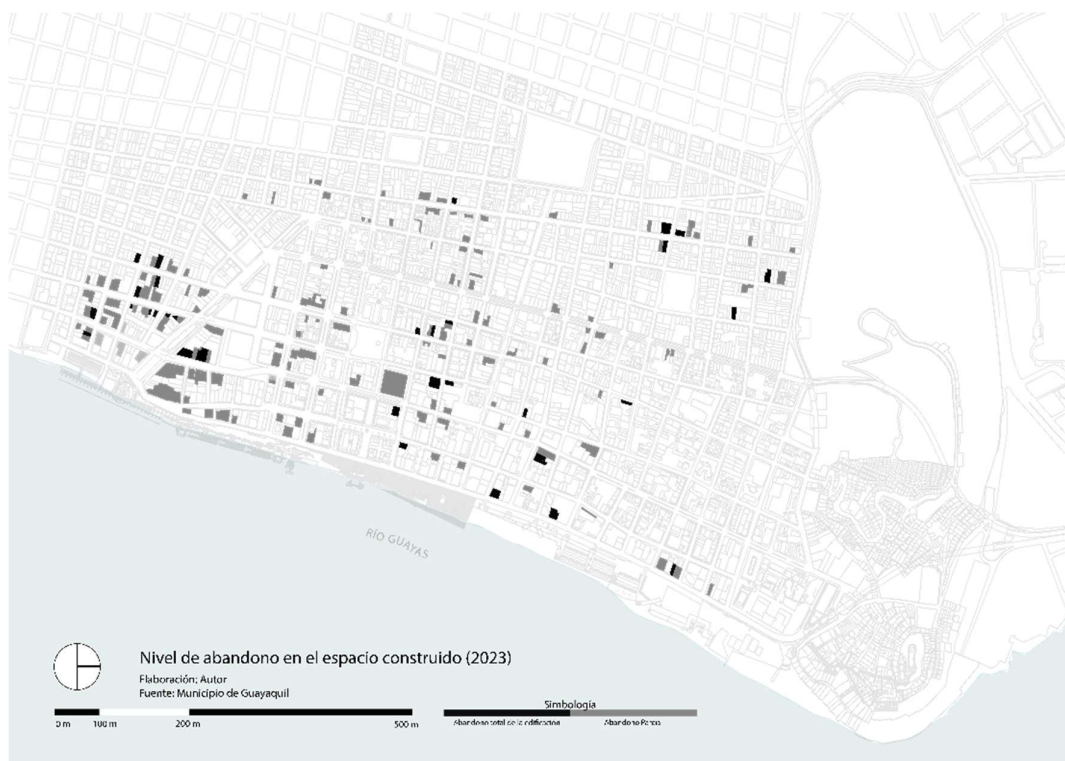 RÍO GUAYAS
Nivel de abandono en el espacio construido (2023)
Elaboración: Autor
Fuente: Municipio de Guayaquil
0 m 100 m 200 m 500 m
Simbología
Abandono total de la edificación Abandono Parcial